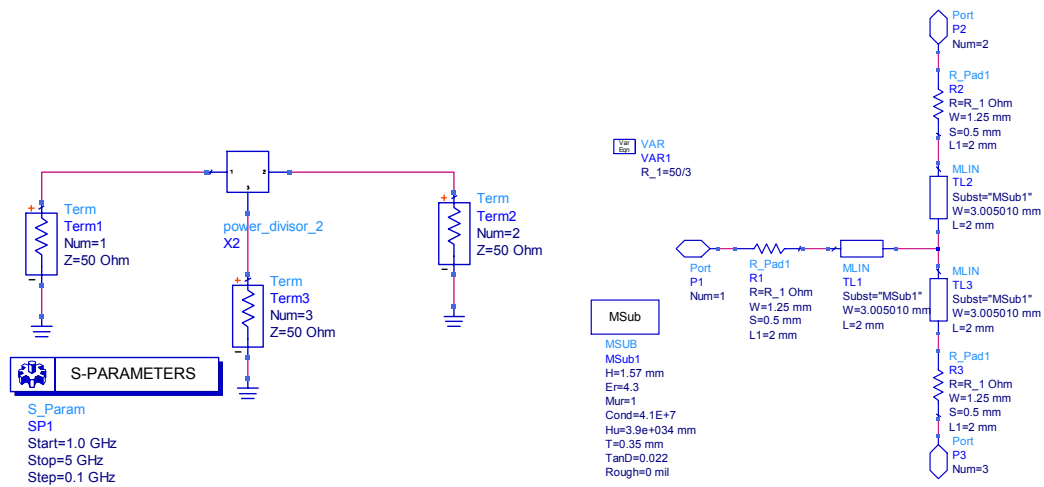 1
2
3
+
Term
Term1
Num=1
Z=50 Ohm
-
power_divisor_2
X2
+
Term
Term3
Num=3
Z=50 Ohm
-
+
Term
Term2
Num=2
Z=50 Ohm
-
S-PARAMETERS
S_Param
SP1
Start=1.0 GHz
Stop=5 GHz
Step=0.1 GHz
Var
Eqn
VAR
VAR1
R_1=50/3
MSub
MSUB
MSub1
H=1.57 mm
Er=4.3
Mur=1
Cond=4.1E+7
Hu=3.9e+034 mm
T=0.35 mm
TanD=0.022
Rough=0 mil
Port
P1
Num=1
R_Pad1
R1
R=R_1 Ohm
W=1.25 mm
S=0.5 mm
L1=2 mm
MLIN
TL1
Subst="MSub1"
W=3.005010 mm
L=2 mm
Port
P2
Num=2
R_Pad1
R2
R=R_1 Ohm
W=1.25 mm
S=0.5 mm
L1=2 mm
MLIN
TL2
Subst="MSub1"
W=3.005010 mm
L=2 mm
MLIN
TL3
Subst="MSub1"
W=3.005010 mm
L=2 mm
R_Pad1
R3
R=R_1 Ohm
W=1.25 mm
S=0.5 mm
L1=2 mm
Port
P3
Num=3